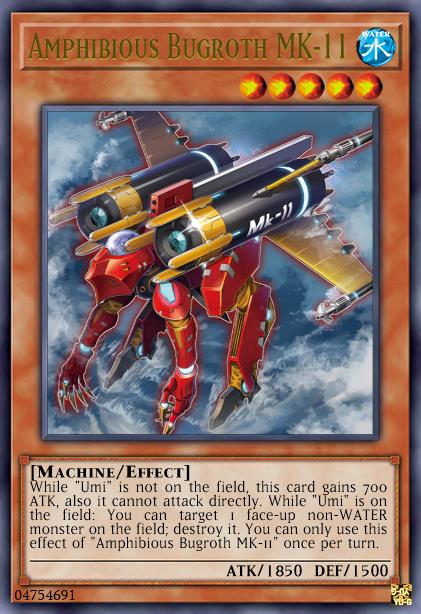 AMPHIBIOUS BUGROTH MK-11
WATER
水
Mk-11
[MACHINE/EFFECT]
While "Umi" is not on the field, this card gains 700
ATK, also it cannot attack directly. While "Umi" is on
the field: You can target 1 face-up non-WATER
monster on the field; destroy it. You can only use this
effect of "Amphibious Bugroth MK-11" once per turn.
ATK/1850 DEF/1500
04754691